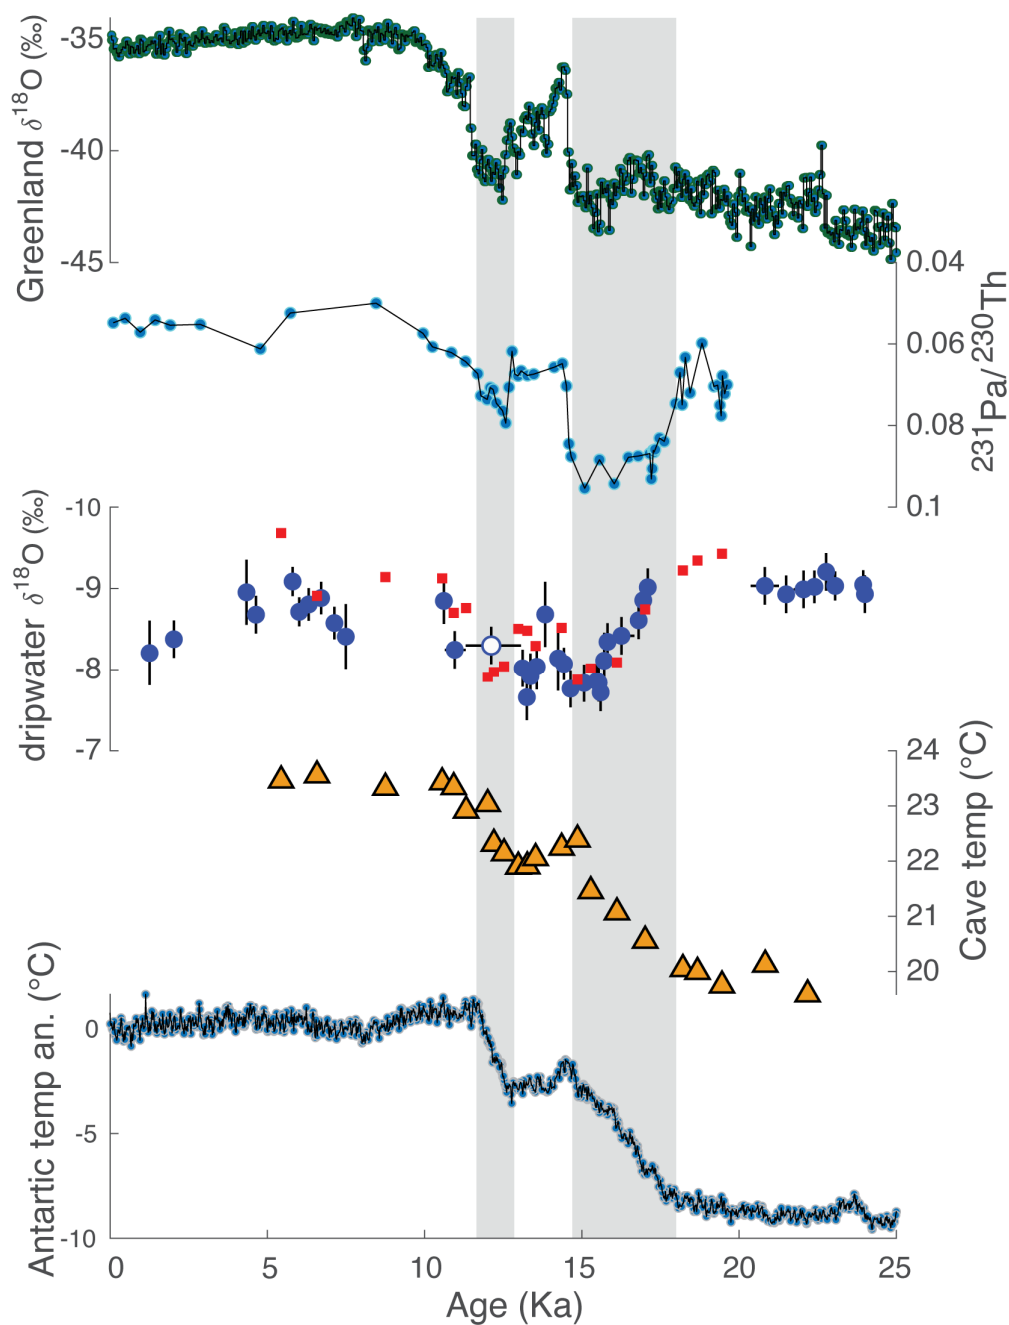 Greenland δ¹⁸O (‰)
-35
-40
-45
0.04
0.06
0.08
0.1
²³¹Pa/²³⁰Th
dripwater δ¹⁸O (‰)
-10
-9
-8
-7
24
23
22
21
20
Cave temp (°C)
Antartic temp an. (°C)
0
-5
-10
0 5 10 15 20 25
Age (Ka)